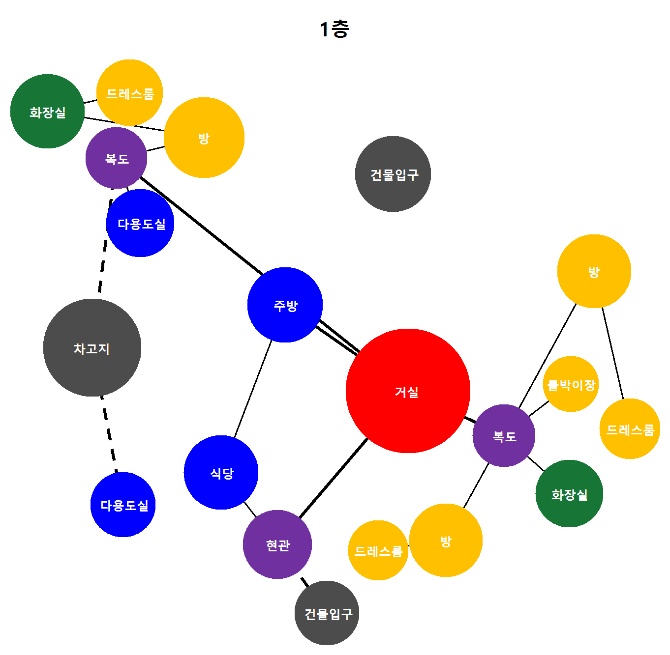 1층
드레스룸
화장실
방
복도
건물입구
다용도실
방
주방
차고지
거실
붙박이장
드레스룸
복도
식당
화장실
다용도실
현관
방
드레스룸
건물입구